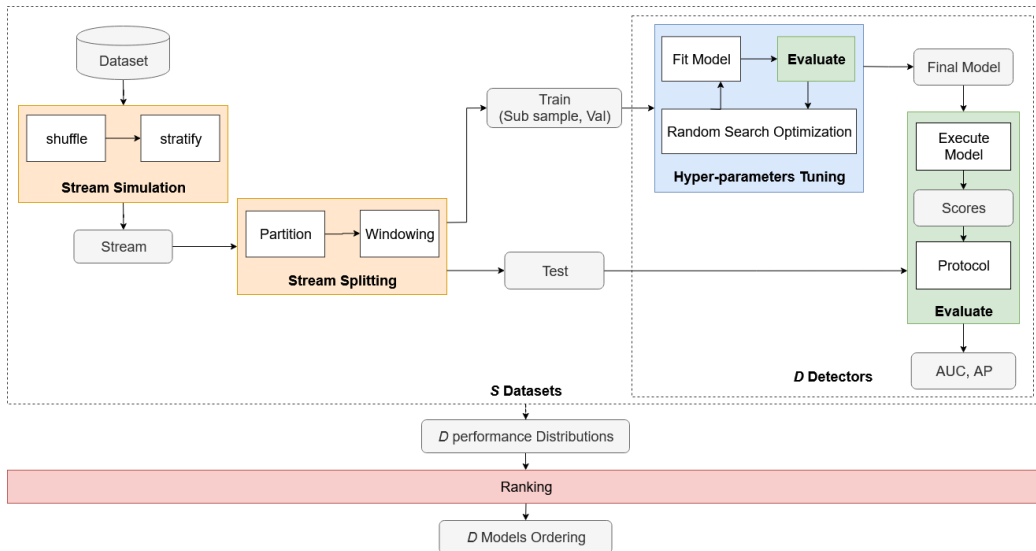 Dataset
shuffle
stratify
Stream Simulation
Stream
Partition
Windowing
Stream Splitting
Train
(Sub sample, Val)
Test
Fit Model
Evaluate
Random Search Optimization
Hyper-parameters Tuning
Final Model
Execute
Model
Scores
Protocol
Evaluate
AUC, AP
D Detectors
S Datasets
D performance Distributions
Ranking
D Models Ordering